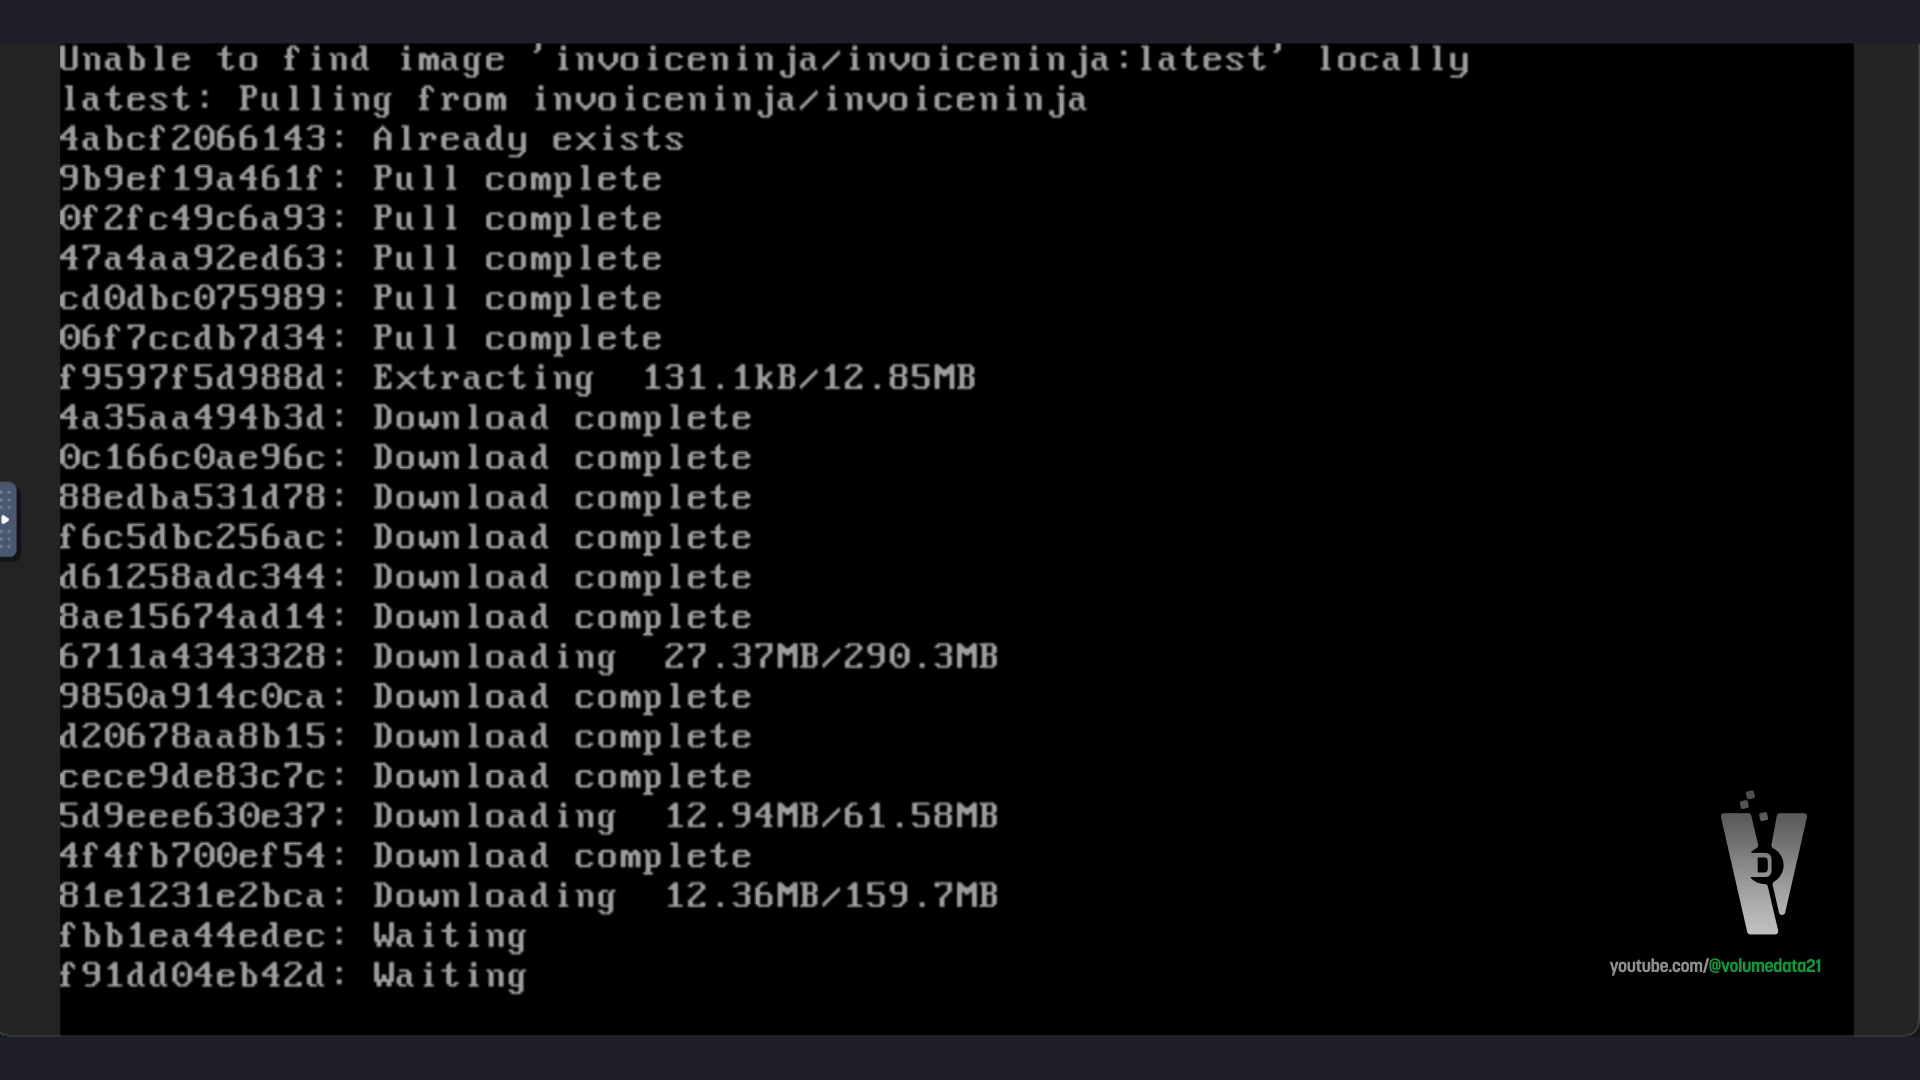 Unable to find image 'invoiceninja/invoiceninja:latest' locally
latest: Pulling from invoiceninja/invoiceninja
4abcf2066143: Already exists
9b9ef19a461f: Pull complete
0f2fc49c6a93: Pull complete
47a4aa92ed63: Pull complete
cd0dbc075989: Pull complete
06f7ccdb7d34: Pull complete
f9597f5d988d: Extracting  131.1kB/12.85MB
4a35aa494b3d: Download complete
0c166c0ae96c: Download complete
88edba531d78: Download complete
f6c5dbc256ac: Download complete
d61258adc344: Download complete
8ae15674ad14: Download complete
6711a4343328: Downloading  27.37MB/290.3MB
9850a914c0ca: Download complete
d20678aa8b15: Download complete
cece9de83c7c: Download complete
5d9eee630e37: Downloading  12.94MB/61.58MB
4f4fb700ef54: Download complete
81e1231e2bca: Downloading  12.36MB/159.7MB
fbb1ea44edec: Waiting
f91dd04eb42d: Waiting
VD
youtube.com/@volumedata21